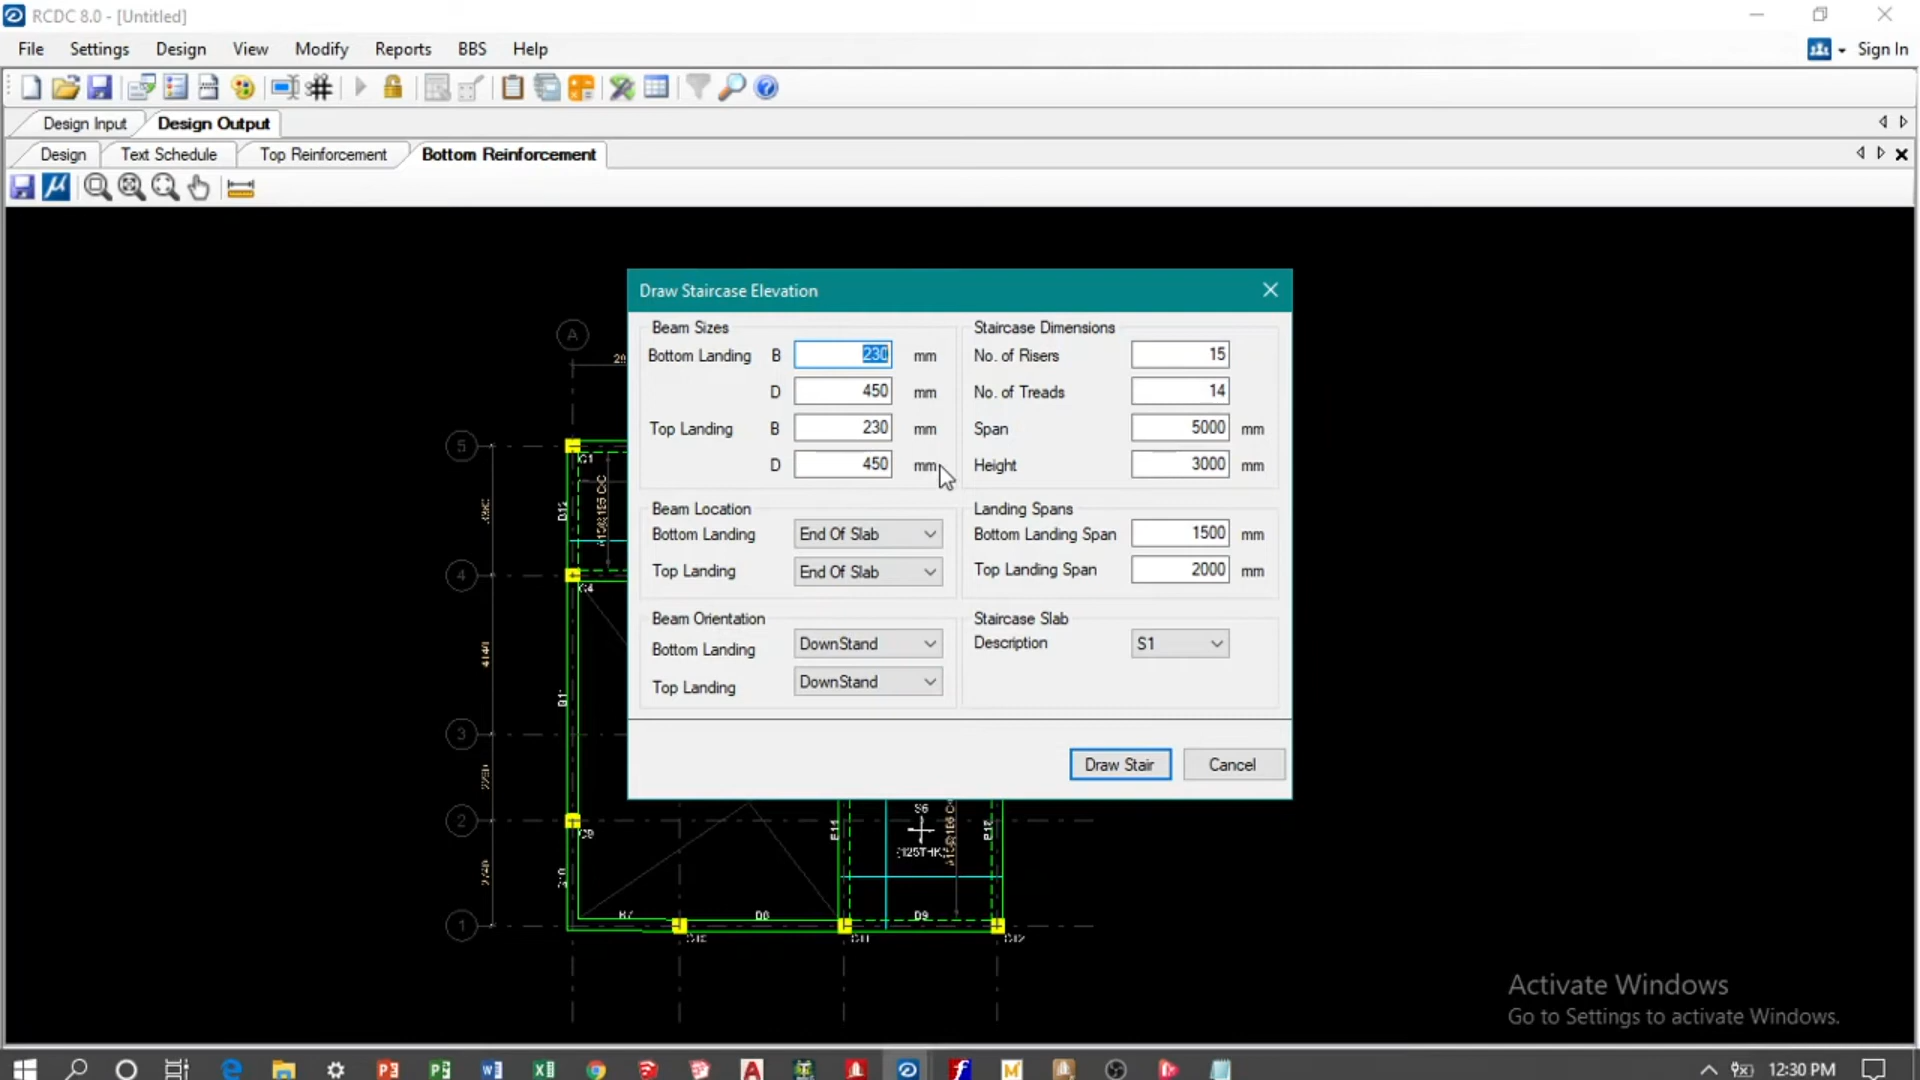 RCDC 8.0 - [Untitled]
File Settings Design View Modify Reports BBS Help
Sign In
Design Input Design Output
Design Text Schedule Top Reinforcement Bottom Reinforcement
Draw Staircase Elevation
Beam Sizes
Bottom Landing B 230 mm
D 450 mm
Top Landing B 230 mm
D 450 mm
Staircase Dimensions
No. of Risers 15
No. of Treads 14
Span 5000 mm
Height 3000 mm
Beam Location
Bottom Landing End Of Slab
Top Landing End Of Slab
Landing Spans
Bottom Landing Span 1500 mm
Top Landing Span 2000 mm
Beam Orientation
Bottom Landing DownStand
Top Landing DownStand
Staircase Slab
Description S1
Draw Stair Cancel
A
5
4
4140
3
2
1
S6
Activate Windows
Go to Settings to activate Windows.
12:30 PM